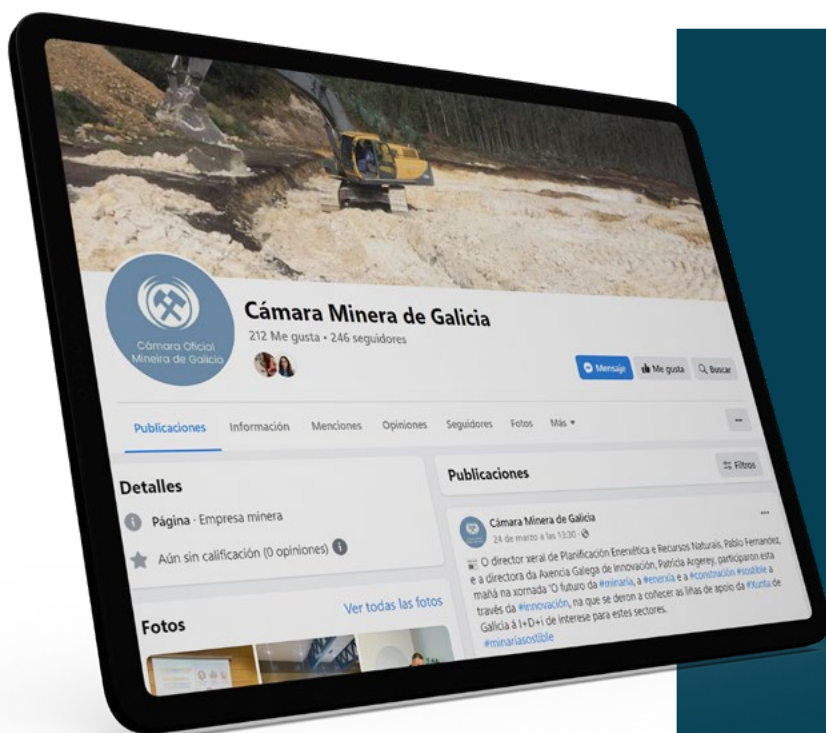 Cámara Oficial
Mineira de Galicia
Cámara Minera de Galicia
212 Me gusta • 246 seguidores
Mensaje
Me gusta
Buscar
Publicaciones
Información
Menciones
Opiniones
Seguidores
Fotos
Más
Detalles
Página · Empresa minera
Aún sin calificación (0 opiniones)
Fotos
Ver todas las fotos
Publicaciones
Filtros
Cámara Minera de Galicia
24 de marzo a las 13:30 ·
O director xeral de Planificación Enerxética e Recursos Naturais, Pablo Fernández,
e a directora da Axencia Galega de Innovación, Patricia Argerey, participaron esta
mañá na xornada 'O futuro da #minaría, a #enerxía e a #construción #sostible a
través da #innovación, na que se deron a coñecer as liñas de apoio da #Xunta de
Galicia á I+D+i de interese para estes sectores.
#minaríasostible